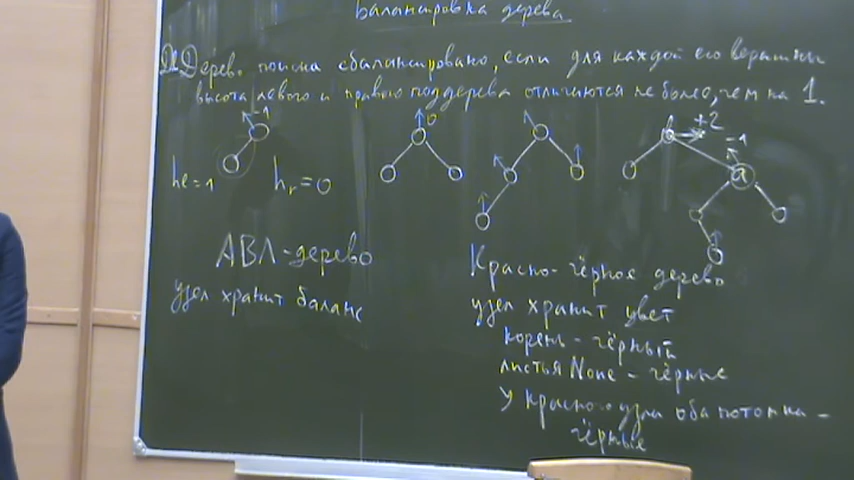 Балансировка дерева
Дерево поиска сбалансировано, если для каждой его вершины
высота левого и правого поддерева отличаются не более, чем на 1.
-1
0
b
+2
-1
a
hl=1
hr=0
АВЛ-дерево
узел хранит баланс
Красно-чёрное дерево
узел хранит цвет
корень - чёрный
листья None - чёрные
У красного узла оба потомка -
чёрные